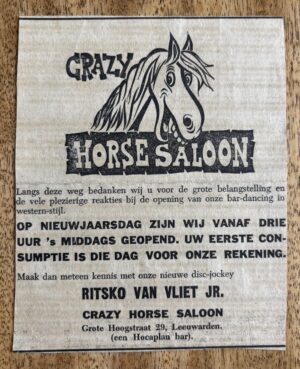 CRAZY
HORSE SALOON
Langs deze weg bedanken wij u voor de grote belangstelling en
de vele plezierige reakties bij de opening van onze bar-dancing in
western-stijl.
OP NIEUWJAARSDAG ZIJN WIJ VANAF DRIE
UUR 's MIDDAGS GEOPEND. UW EERSTE CON-
SUMPTIE IS DIE DAG VOOR ONZE REKENING.
Maak dan meteen kennis met onze nieuwe disc-jockey
RITSKO VAN VLIET JR.
CRAZY HORSE SALOON
Grote Hoogstraat 29, Leeuwarden.
(een Hocaplan bar).